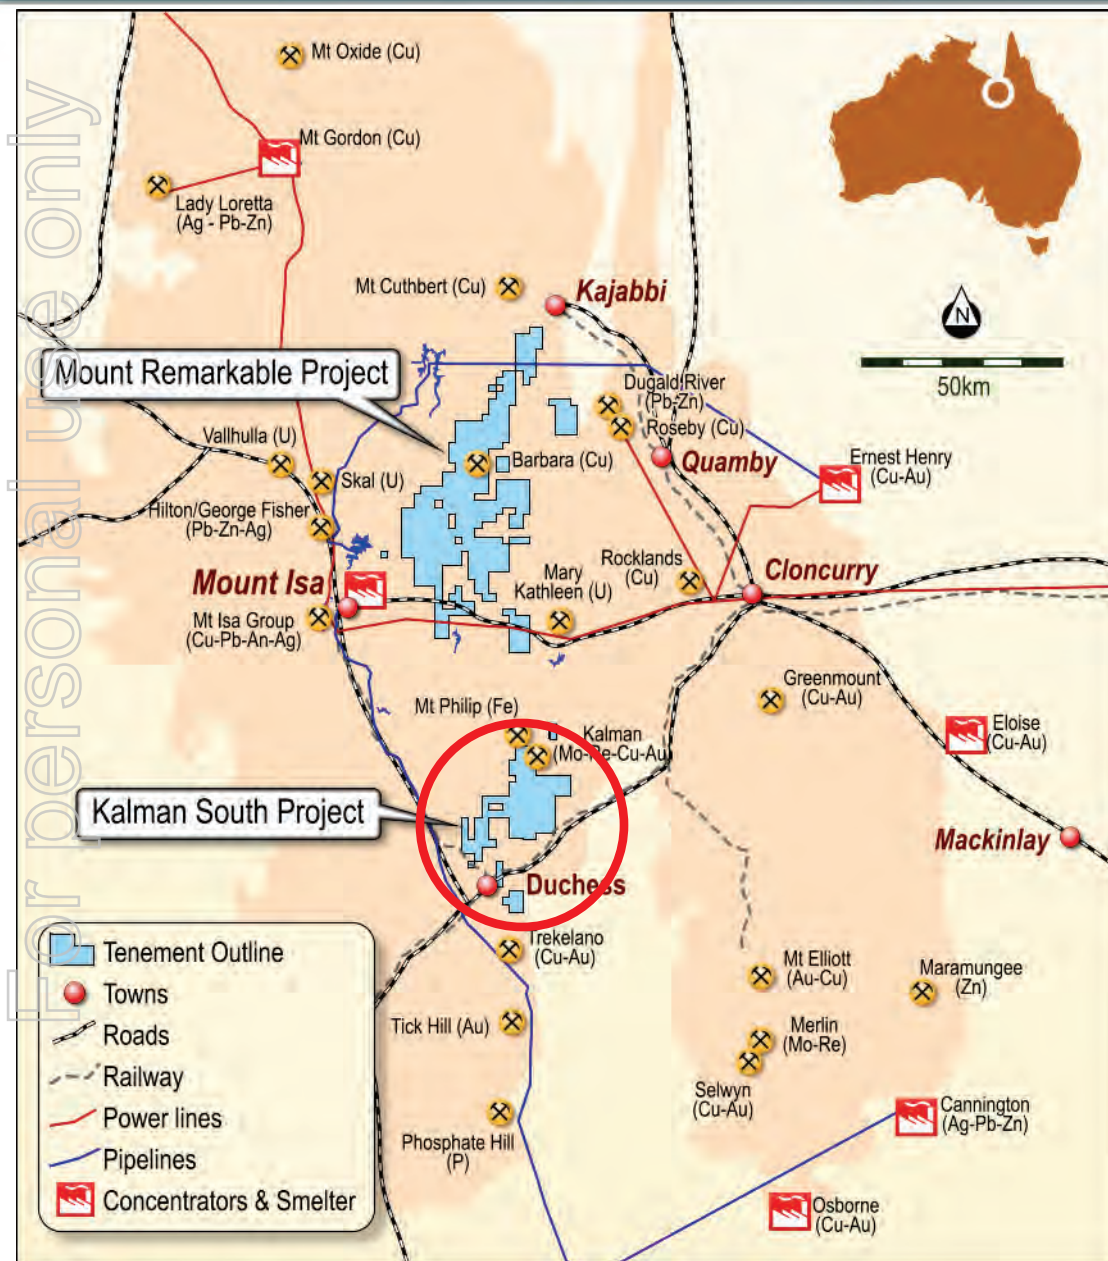 For personal use only
Mt Oxide (Cu)
Mt Gordon (Cu)
Lady Loretta
(Ag - Pb-Zn)
Mt Cuthbert (Cu)
Kajabbi
N
50km
Mount Remarkable Project
Dugald River
(Pb-Zn)
Roseby (Cu)
Vallhulla (U)
Skal (U)
Barbara (Cu)
Quamby
Ernest Henry
(Cu-Au)
Hilton/George Fisher
(Pb-Zn-Ag)
Rocklands
(Cu)
Cloncurry
Mount Isa
Mary
Kathleen (U)
Mt Isa Group
(Cu-Pb-An-Ag)
Greenmount
(Cu-Au)
Mt Philip (Fe)
Kalman
(Mo-Re-Cu-Au)
Eloise
(Cu-Au)
Kalman South Project
Mackinlay
Duchess
Trekelano
(Cu-Au)
Mt Elliott
(Au-Cu)
Maramungee
(Zn)
Tick Hill (Au)
Merlin
(Mo-Re)
Selwyn
(Cu-Au)
Cannington
(Ag-Pb-Zn)
Phosphate Hill
(P)
Osborne
(Cu-Au)
Tenement Outline
Towns
Roads
Railway
Power lines
Pipelines
Concentrators & Smelter